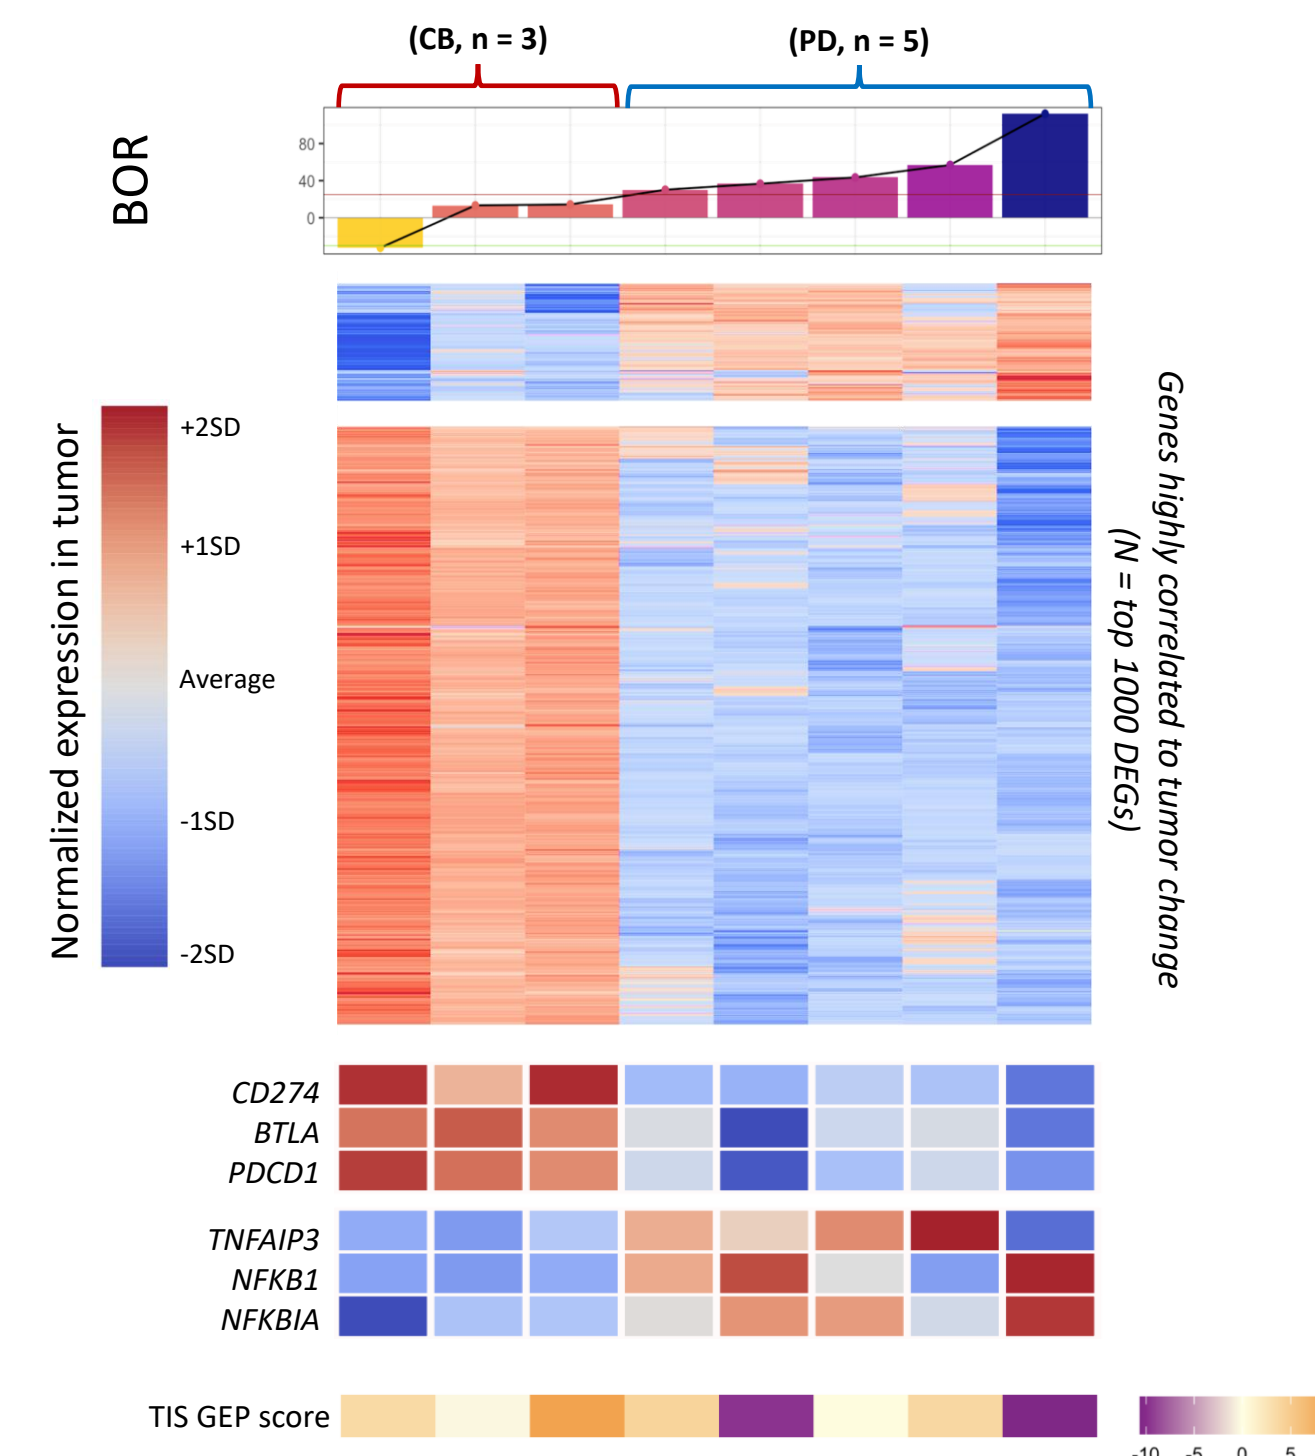 (CB, n = 3)
(PD, n = 5)
BOR
80
40
0
Normalized expression in tumor
+2SD
+1SD
Average
-1SD
-2SD
Genes highly correlated to tumor change
(N = top 1000 DEGs)
CD274
BTLA
PDCD1
TNFAIP3
NFKB1
NFKBIA
TIS GEP score
-10 -5 0 5